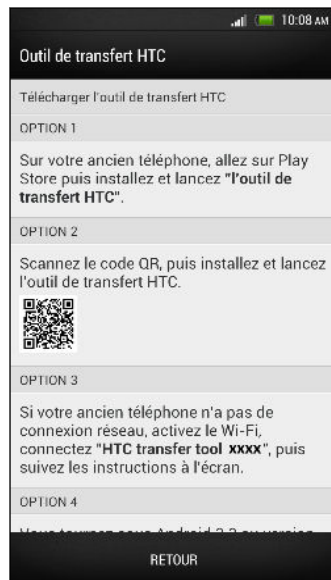 10:08 AM
Outil de transfert HTC
Télécharger l'outil de transfert HTC
OPTION 1
Sur votre ancien téléphone, allez sur Play
Store puis installez et lancez "l'outil de
transfert HTC".
OPTION 2
Scannez le code QR, puis installez et lancez
l'outil de transfert HTC.
OPTION 3
Si votre ancien téléphone n'a pas de
connexion réseau, activez le Wi-Fi,
connectez "HTC transfer tool xxxx", puis
suivez les instructions à l'écran.
OPTION 4
RETOUR